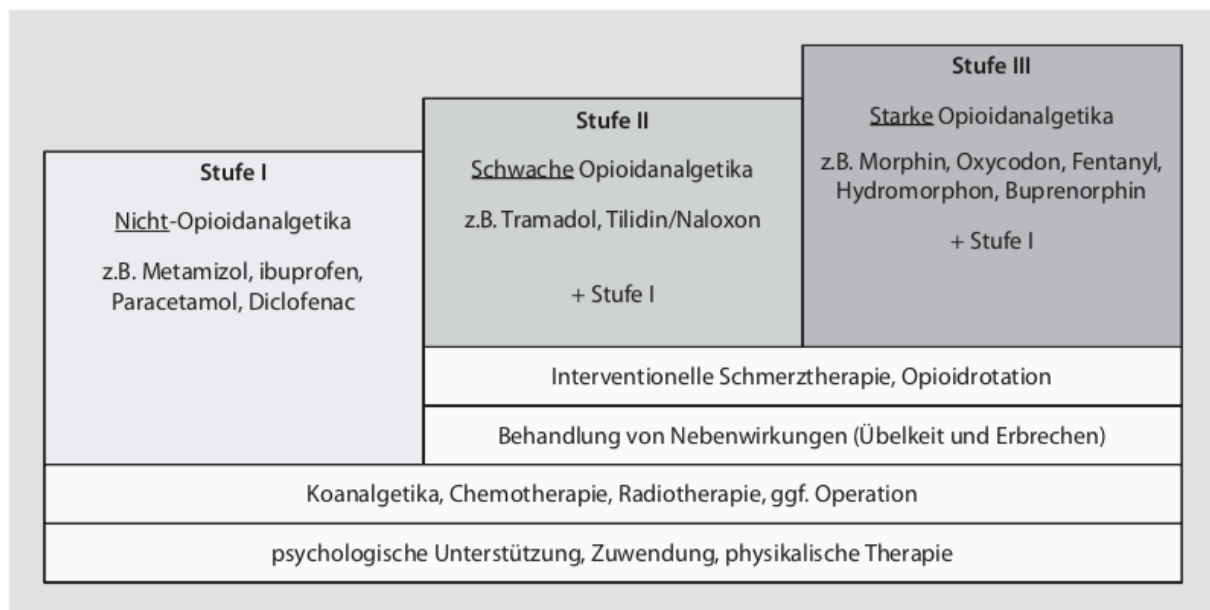 Stufe I
Nicht-Opioidanalgetika
z.B. Metamizol, ibuprofen,
Paracetamol, Diclofenac
Stufe II
Schwache Opioidanalgetika
z.B. Tramadol, Tilidin/Naloxon
+ Stufe I
Stufe III
Starke Opioidanalgetika
z.B. Morphin, Oxycodon, Fentanyl,
Hydromorphon, Buprenorphin
+ Stufe I
Interventionelle Schmerztherapie, Opioidrotation
Behandlung von Nebenwirkungen (Übelkeit und Erbrechen)
Koanalgetika, Chemotherapie, Radiotherapie, ggf. Operation
psychologische Unterstützung, Zuwendung, physikalische Therapie